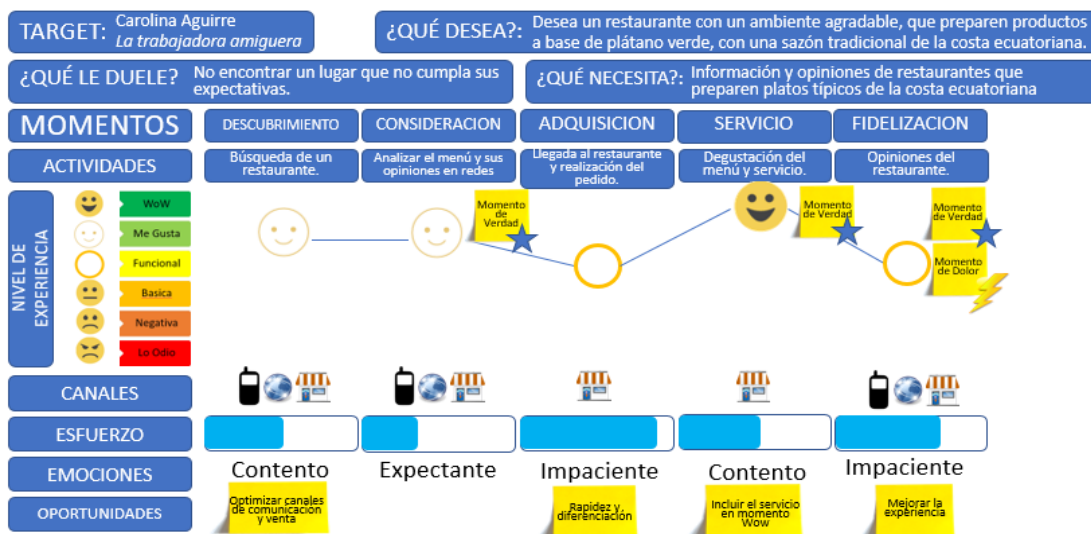 TARGET: Carolina Aguirre
La trabajadora amiguera
¿QUÉ DESEA?: Desea un restaurante con un ambiente agradable, que preparen productos
a base de plátano verde, con una sazón tradicional de la costa ecuatoriana.
¿QUÉ LE DUELE? No encontrar un lugar que no cumpla sus
expectativas.
¿QUÉ NECESITA?: Información y opiniones de restaurantes que
preparen platos típicos de la costa ecuatoriana
MOMENTOS
DESCUBRIMIENTO
CONSIDERACION
ADQUISICION
SERVICIO
FIDELIZACION
ACTIVIDADES
Búsqueda de un
restaurante.
Analizar el menú y sus
opiniones en redes
Llegada al restaurante
y realización del
pedido.
Degustación del
menú y servicio.
Opiniones del
restaurante.
NIVEL DE
EXPERIENCIA
WoW
Me Gusta
Funcional
Basica
Negativa
Lo Odio
Momento
de
Verdad
Momento
de Verdad
Momento
de Verdad
Momento
de Dolor
CANALES
ESFUERZO
EMOCIONES
Contento
Expectante
Impaciente
Contento
Impaciente
OPORTUNIDADES
Optimizar canales
de comunicación
y venta
Rapidez y
diferenciación
Incluir el servicio
en momento
Wow
Mejorar la
experiencia